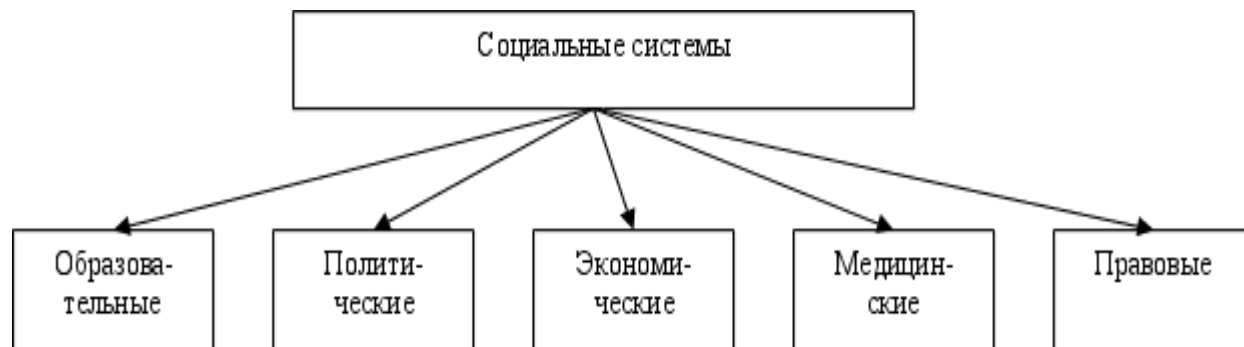 Социальные системы
Образова-
тельные
Полити-
ческие
Экономи-
ческие
Медицин-
ские
Правовые